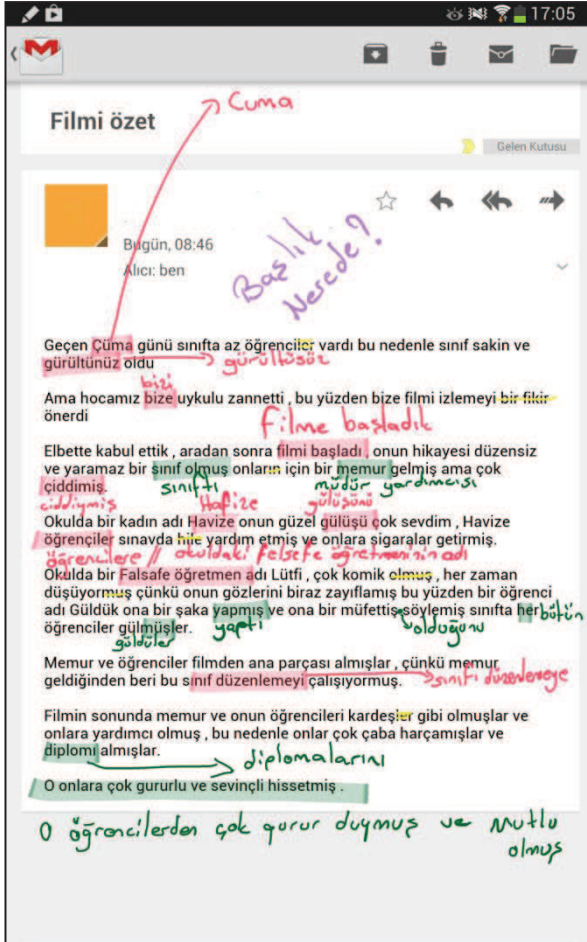 17:05
Cuma
Filmi özet
Gelen Kutusu
Bugün, 08:46
Alıcı: ben
Başlık
Nerede?
Geçen Çuma günü sınıfta az öğrenciler vardı bu nedenle sınıf sakin ve
gürültünüz oldu
gürültüsüz
bizi
Ama hocamız bize uykulu zannetti , bu yüzden bize filmi izlemeyi bir fikir
önerdi
filme başladık
Elbette kabul ettik , aradan sonra filmi başladı , onun hikayesi düzensiz
ve yaramaz bir sınıf olmuş onların için bir memur gelmiş ama çok
sınıftı
müdür yardımcısı
çiddimiş.
ciddiymiş
Hafize
gülüşünü
Okulda bir kadın adı Havize onun güzel gülüşü çok sevdim , Havize
öğrençiler sınavda hile yardım etmiş ve onlara sigaralar getirmiş.
öğrencilere // okuldaki felsefe öğretmeninin adı
Okulda bir Falsafe öğretmen adı Lütfi , çok komik olmuş , her zaman
düşüyormuş çünkü onun gözlerini biraz zayıflamış bu yüzden bir öğrenci
adı Güldük ona bir şaka yapmış ve ona bir müfettiş söylemiş sınıfta her
bütün
yaptı
olduğunu
öğrenciler gülmüşler.
güldüler
Memur ve öğrenciler filmden ana parçası almışlar , çünkü memur
geldiğinden beri bu sınıf düzenlemeyi çalışıyormuş.
sınıfı düzenlemeye
Filmin sonunda memur ve onun öğrencileri kardeşler gibi olmuşlar ve
onlara yardımcı olmuş , bu nedenle onlar çok çaba harçamışlar ve
diplomı almışlar.
diplomalarını
O onlara çok gururlu ve sevinçli hissetmiş .
O öğrencilerden çok gurur duymuş ve mutlu
olmuş